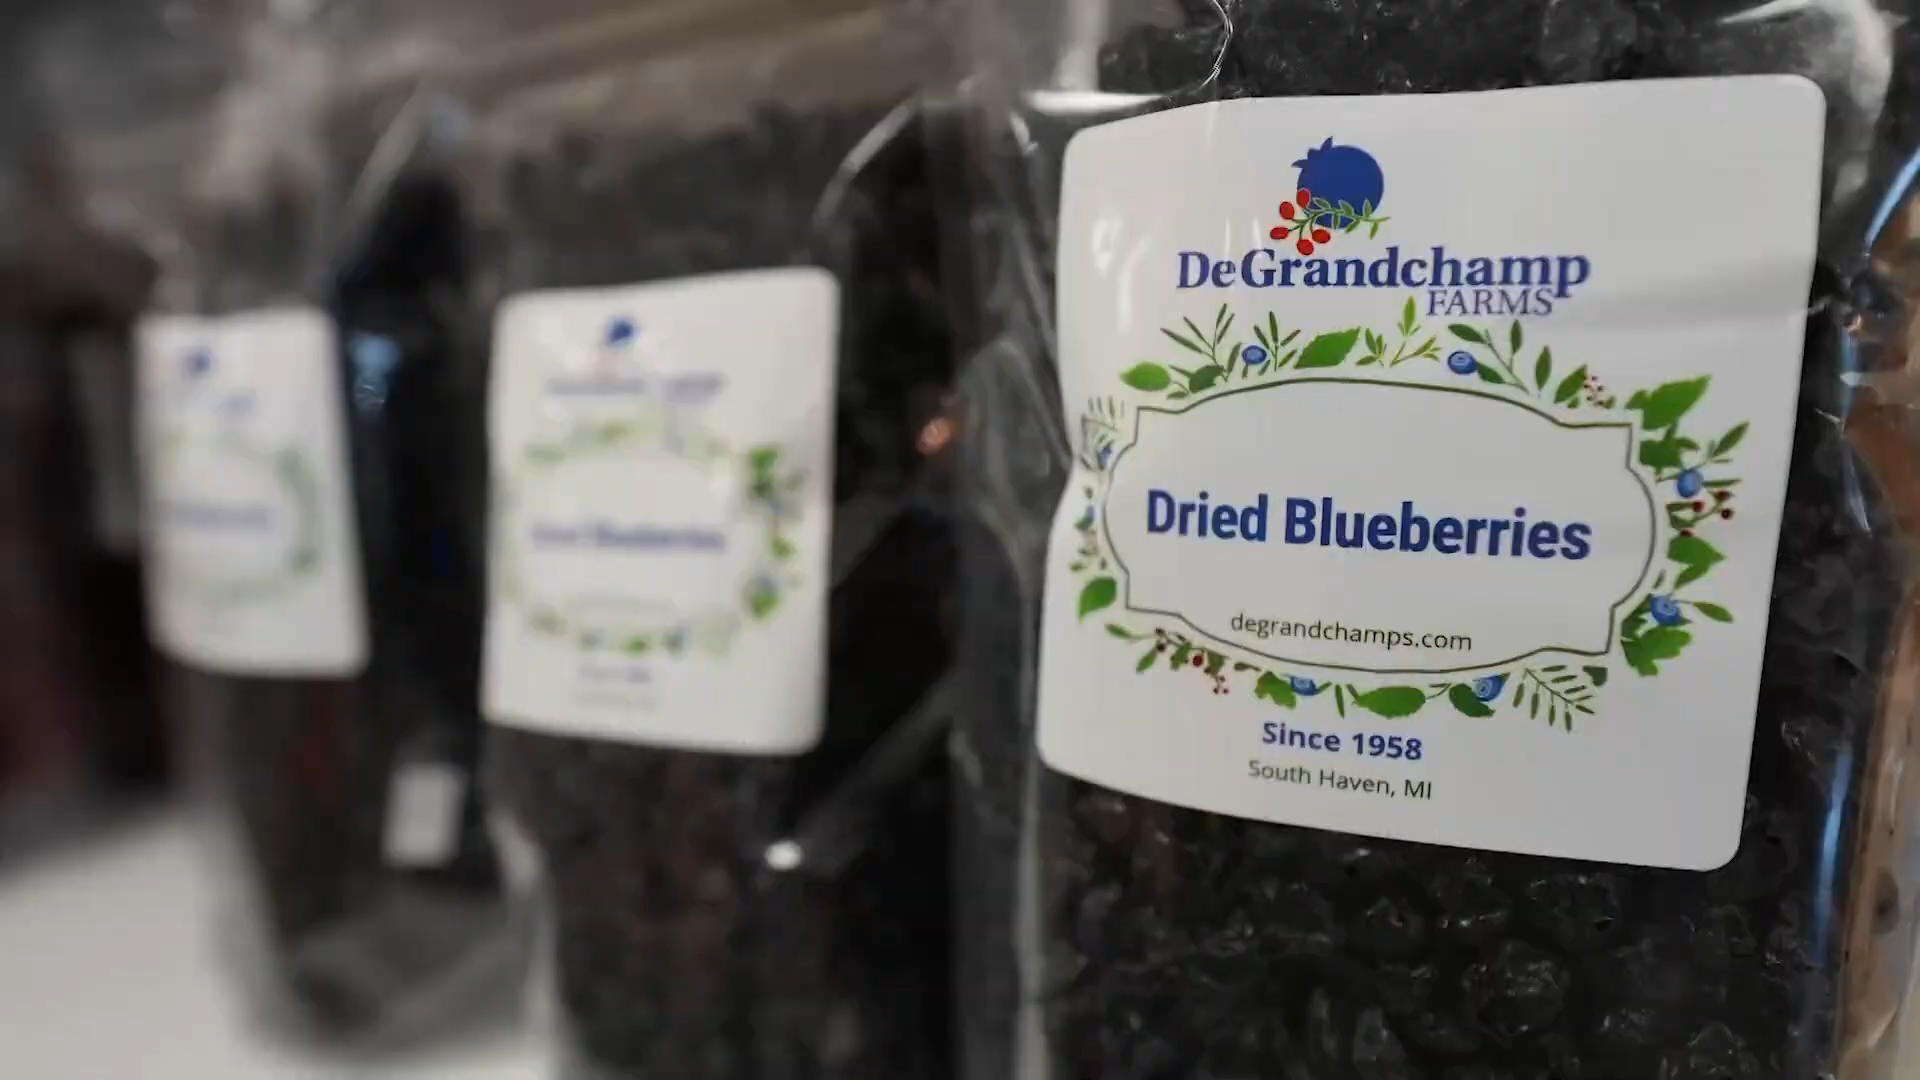 DeGrandchamp
FARMS
Dried Blueberries
degrandchamps.com
Since 1958
South Haven, MI